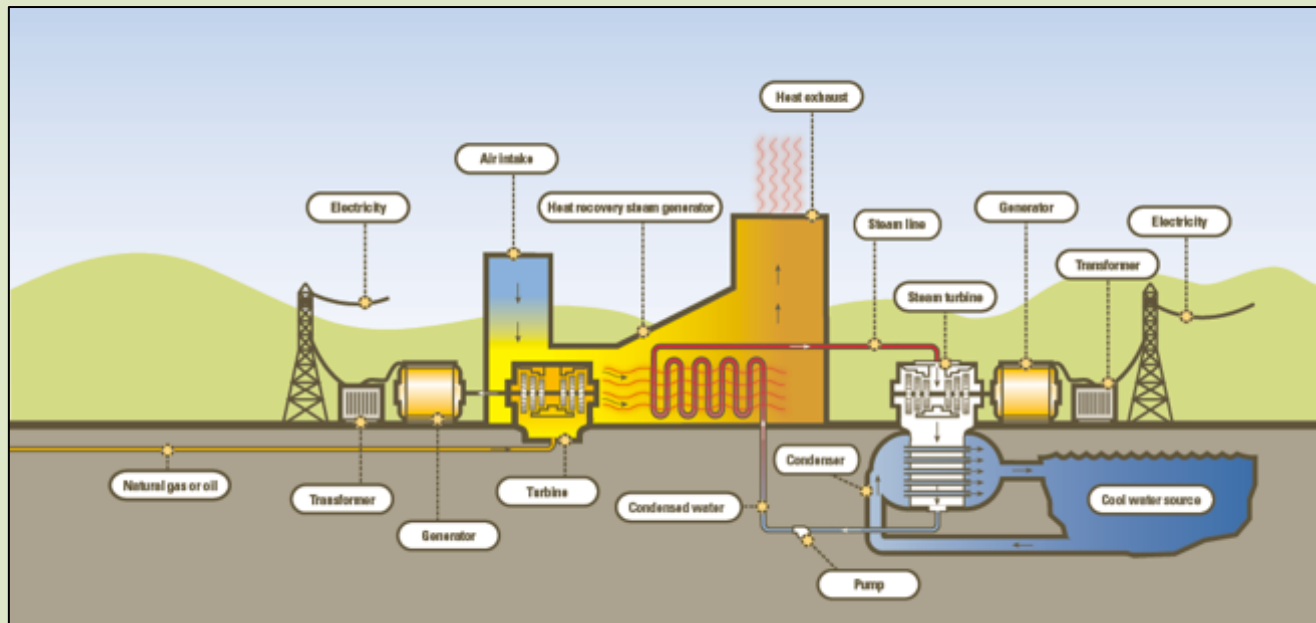 Heat exhaust
Air intake
Electricity
Heat recovery steam generator
Steam line
Generator
Electricity
Transformer
Steam turbine
Natural gas or oil
Transformer
Generator
Turbine
Condensed water
Condenser
Cool water source
Pump